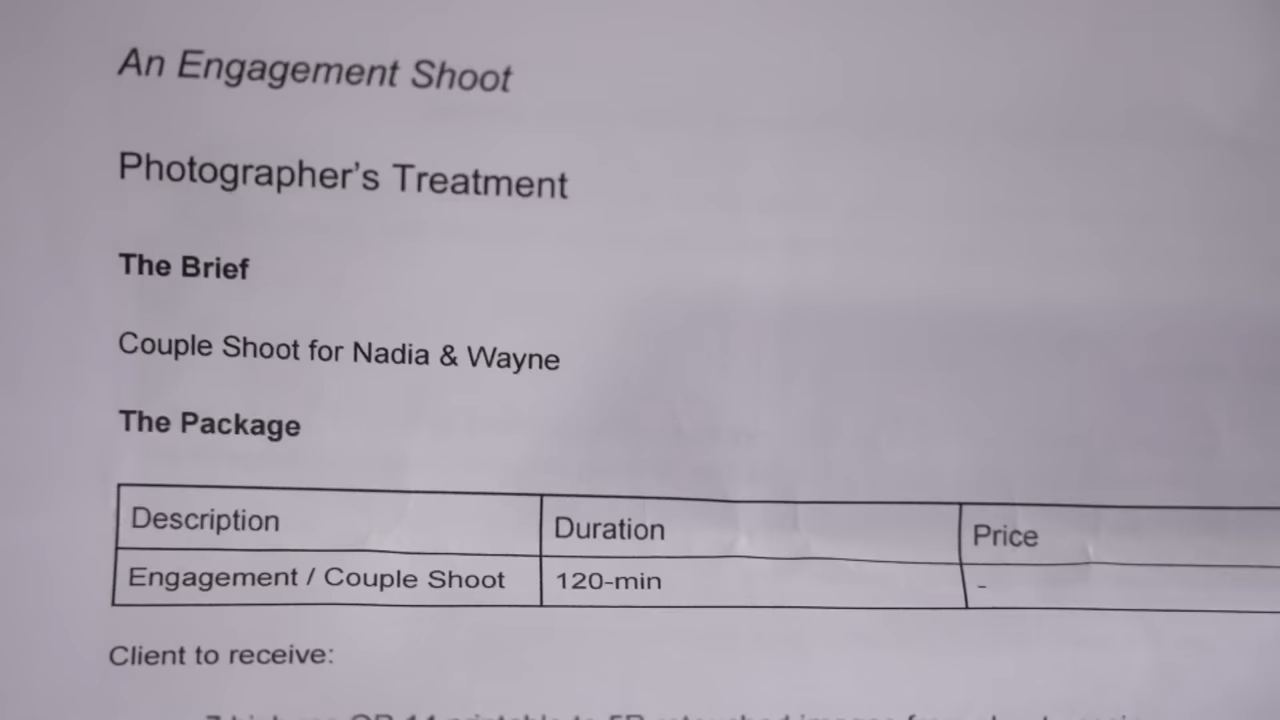 An Engagement Shoot
Photographer's Treatment
The Brief
Couple Shoot for Nadia & Wayne
The Package
Description Duration Price
Engagement / Couple Shoot 120-min -
Client to receive: